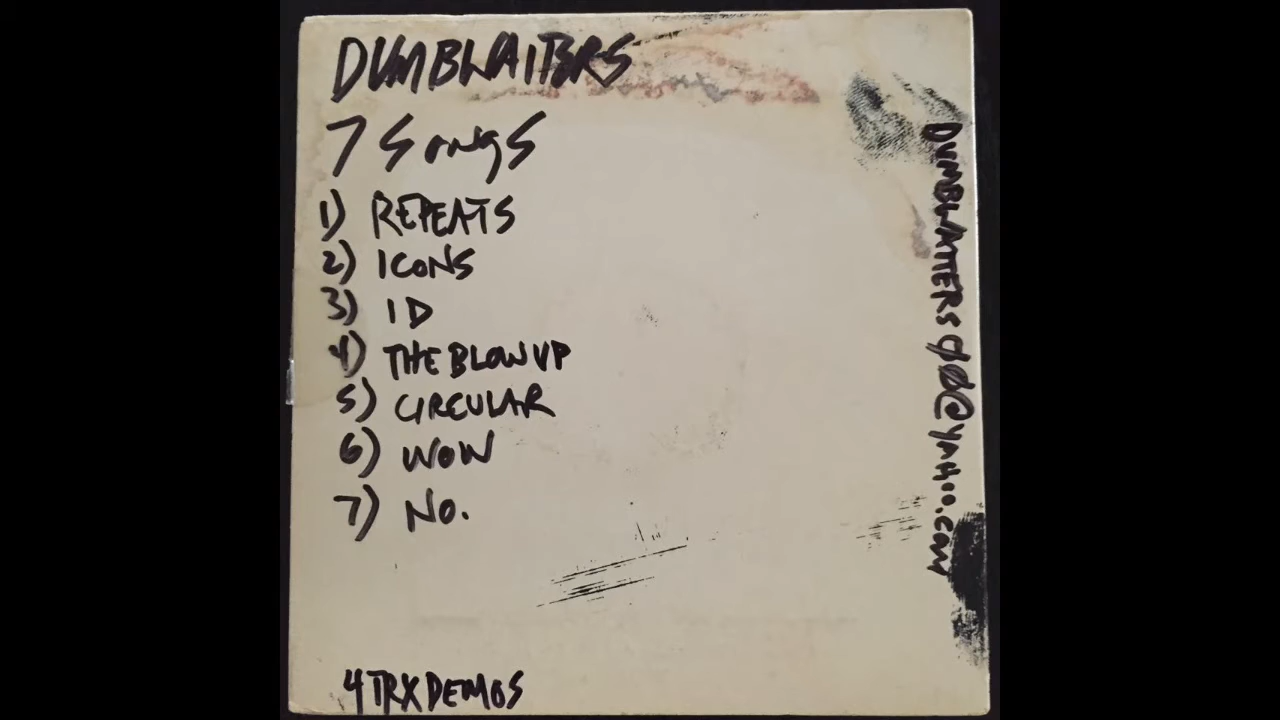 DUMBWAITERS
7 SongS
1) REPEATS
2) ICONS
3) ID
4) THE BLOW UP
5) CIRCULAR
6) WOW
7) NO.
4TRX DEMOS
DUMBWAITERS00@YAHOO.COM